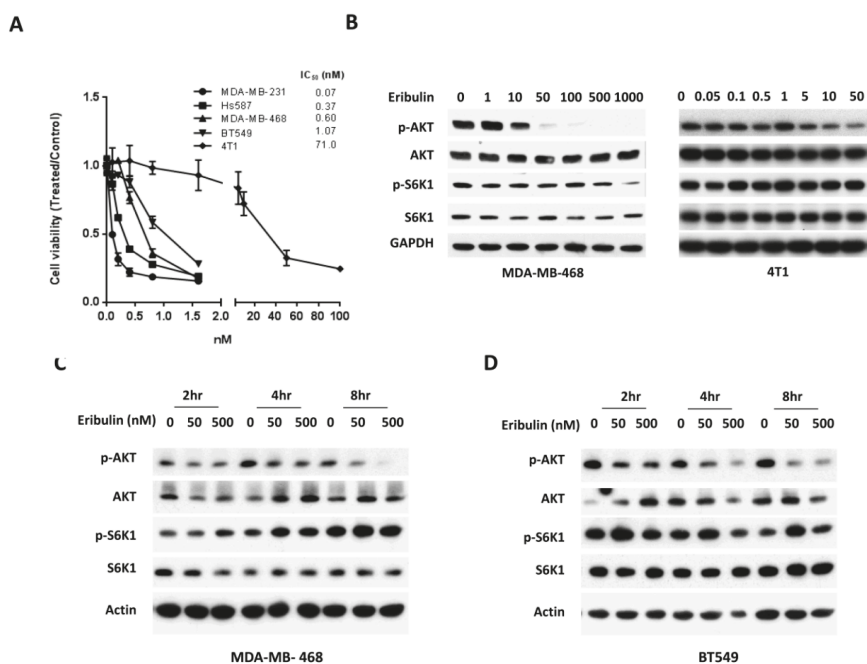 A
IC50 (nM)
MDA-MB-231 0.07
Hs587 0.37
MDA-MB-468 0.60
BT549 1.07
4T1 71.0
Cell viability (Treated/Control)
1.5
1.0
0.5
0.0
0.0 0.5 1.0 1.5 2.0 10 20 40 60 80 100
nM
B
Eribulin 0 1 10 50 100 500 1000 0 0.05 0.1 0.5 1 5 10 50
p-AKT
AKT
p-S6K1
S6K1
GAPDH
MDA-MB-468 4T1
C
2hr 4hr 8hr
Eribulin (nM) 0 50 500 0 50 500 0 50 500
p-AKT
AKT
p-S6K1
S6K1
Actin
MDA-MB- 468
D
2hr 4hr 8hr
Eribulin (nM) 0 50 500 0 50 500 0 50 500
p-AKT
AKT
p-S6K1
S6K1
Actin
BT549